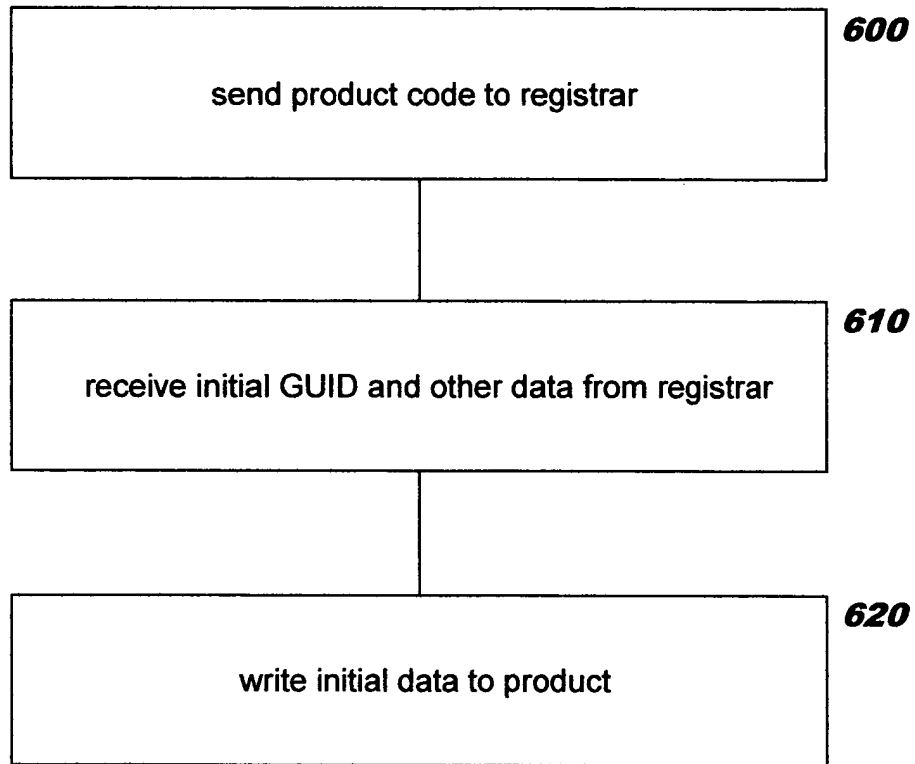 600
send product code to registrar
610
receive initial GUID and other data from registrar
620
write initial data to product